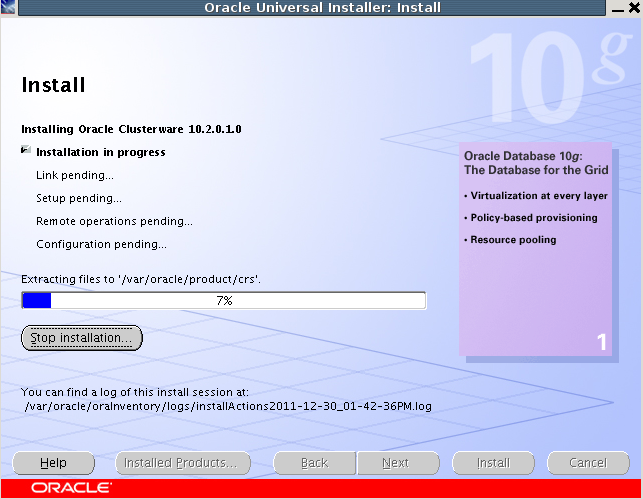 Oracle Universal Installer: Install
10g
Install
Installing Oracle Clusterware 10.2.0.1.0
Installation in progress
Link pending...
Setup pending...
Remote operations pending...
Configuration pending...
Oracle Database 10g:
The Database for the Grid
• Virtualization at every layer
• Policy-based provisioning
• Resource pooling
1
Extracting files to '/var/oracle/product/crs'.
7%
Stop installation...
You can find a log of this install session at:
/var/oracle/oraInventory/logs/installActions2011-12-30_01-42-36PM.log
Help
Installed Products...
Back
Next
Install
Cancel
ORACLE